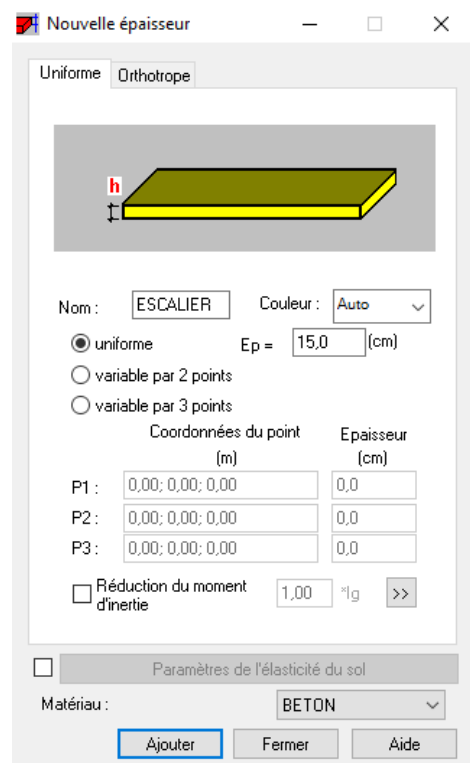 Nouvelle épaisseur
Uniforme Orthotrope
h
Nom : ESCALIER Couleur : Auto
uniforme Ep = 15,0 (cm)
variable par 2 points
variable par 3 points
Coordonnées du point Epaisseur
(m) (cm)
P1 : 0,00; 0,00; 0,00 0,0
P2 : 0,00; 0,00; 0,00 0,0
P3 : 0,00; 0,00; 0,00 0,0
Réduction du moment
d'inertie 1,00 *Ig >>
Paramètres de l'élasticité du sol
Matériau : BETON
Ajouter Fermer Aide